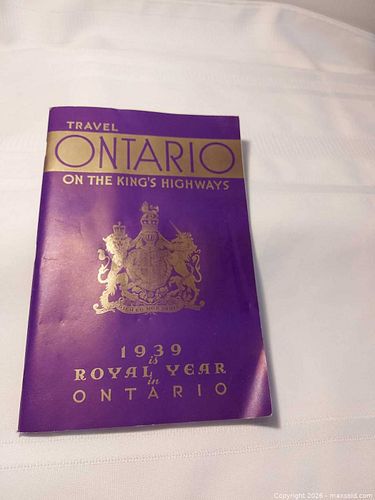 TRAVEL
ONTARIO
ON THE KING'S HIGHWAYS
1939
is
ROYAL YEAR
in
ONTARIO
Copyright 2026 - maxsold.com